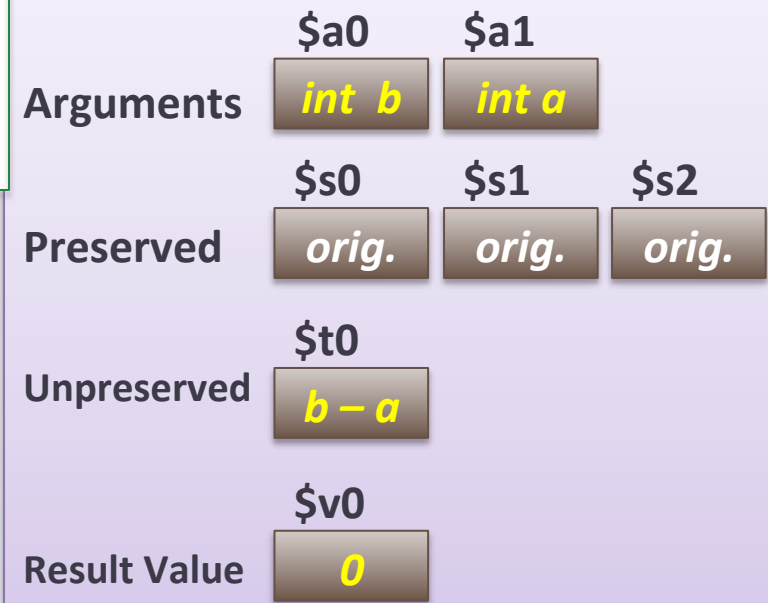 $a0 $a1
Arguments int b int a
$s0 $s1 $s2
Preserved orig. orig. orig.
$t0
Unpreserved b – a
$v0
Result Value 0